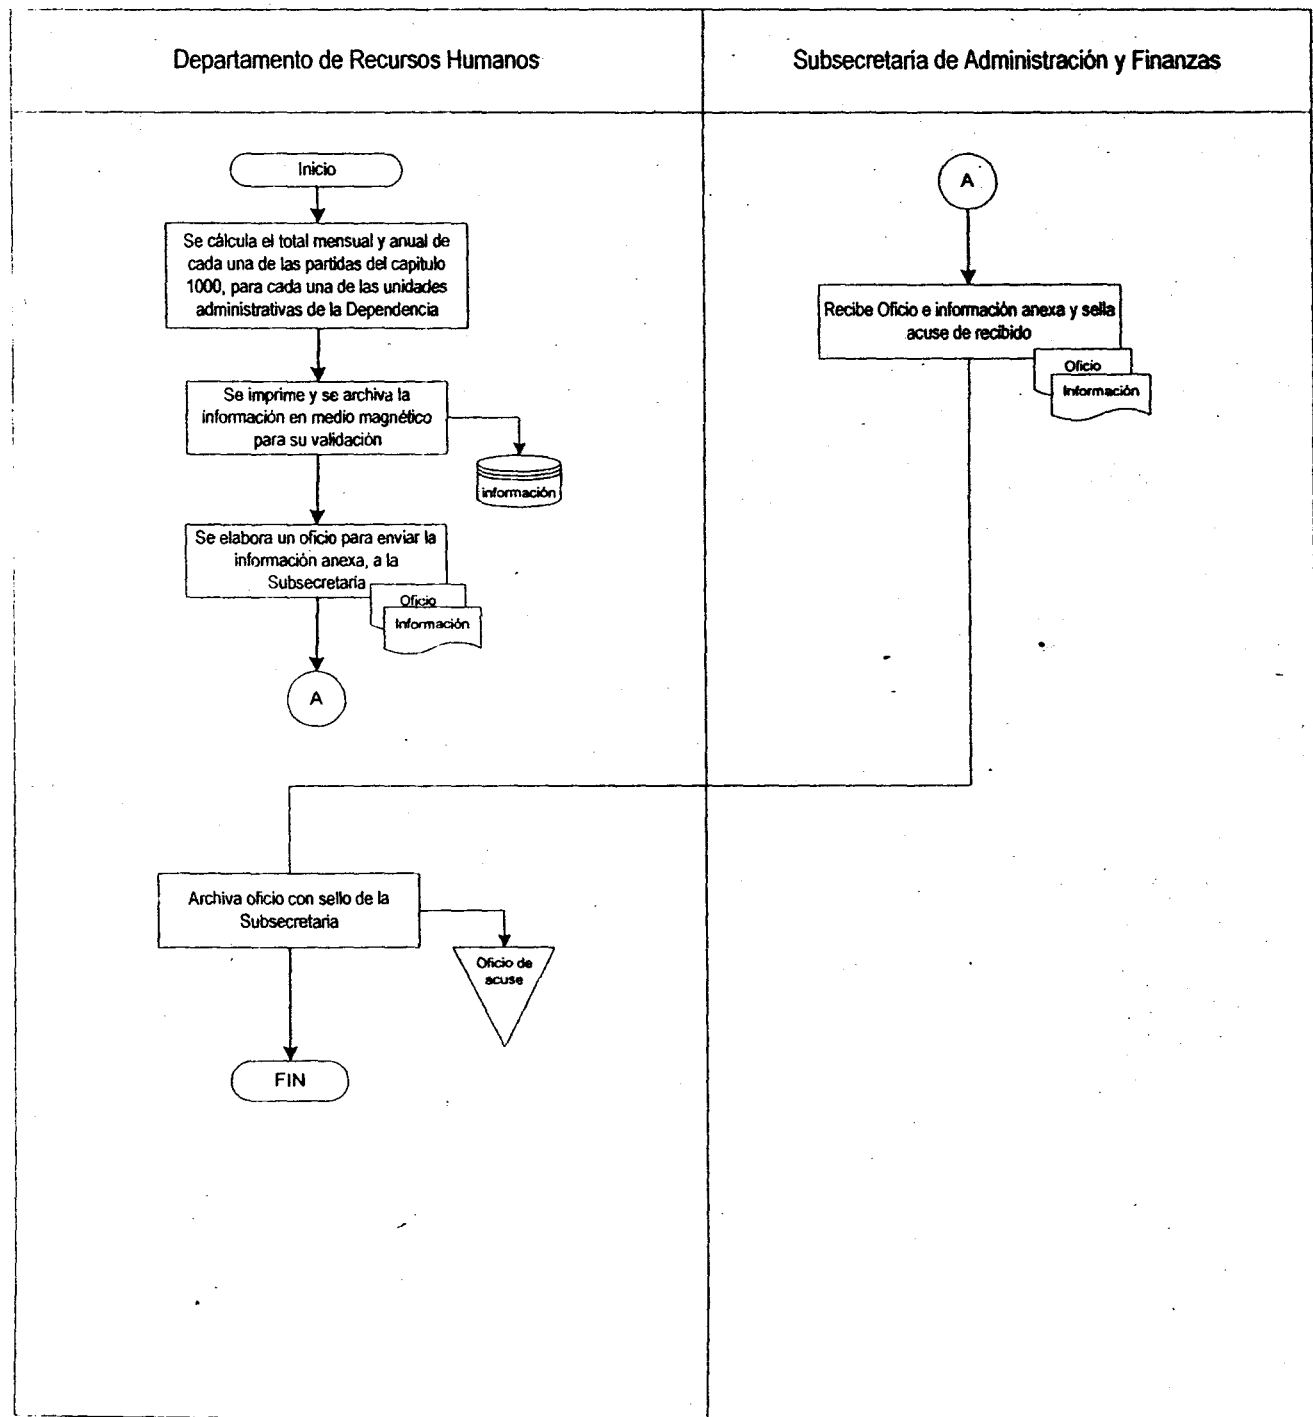 Departamento de Recursos Humanos
Subsecretaría de Administración y Finanzas
Inicio
Se cálcula el total mensual y anual de
cada una de las partidas del capitulo
1000, para cada una de las unidades
administrativas de la Dependencia
Se imprime y se archiva la
información en medio magnético
para su validación
información
Se elabora un oficio para enviar la
información anexa, a la
Subsecretaria
Oficio
Información
A
A
Recibe Oficio e información anexa y sella
acuse de recibido
Oficio
Información
Archiva oficio con sello de la
Subsecretaria
Oficio de
acuse
FIN